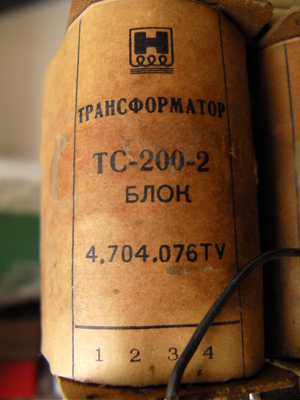 Н
ТРАНСФОРМАТОР
ТС-200-2
БЛОК
4.704.076ТУ
1 2 3 4